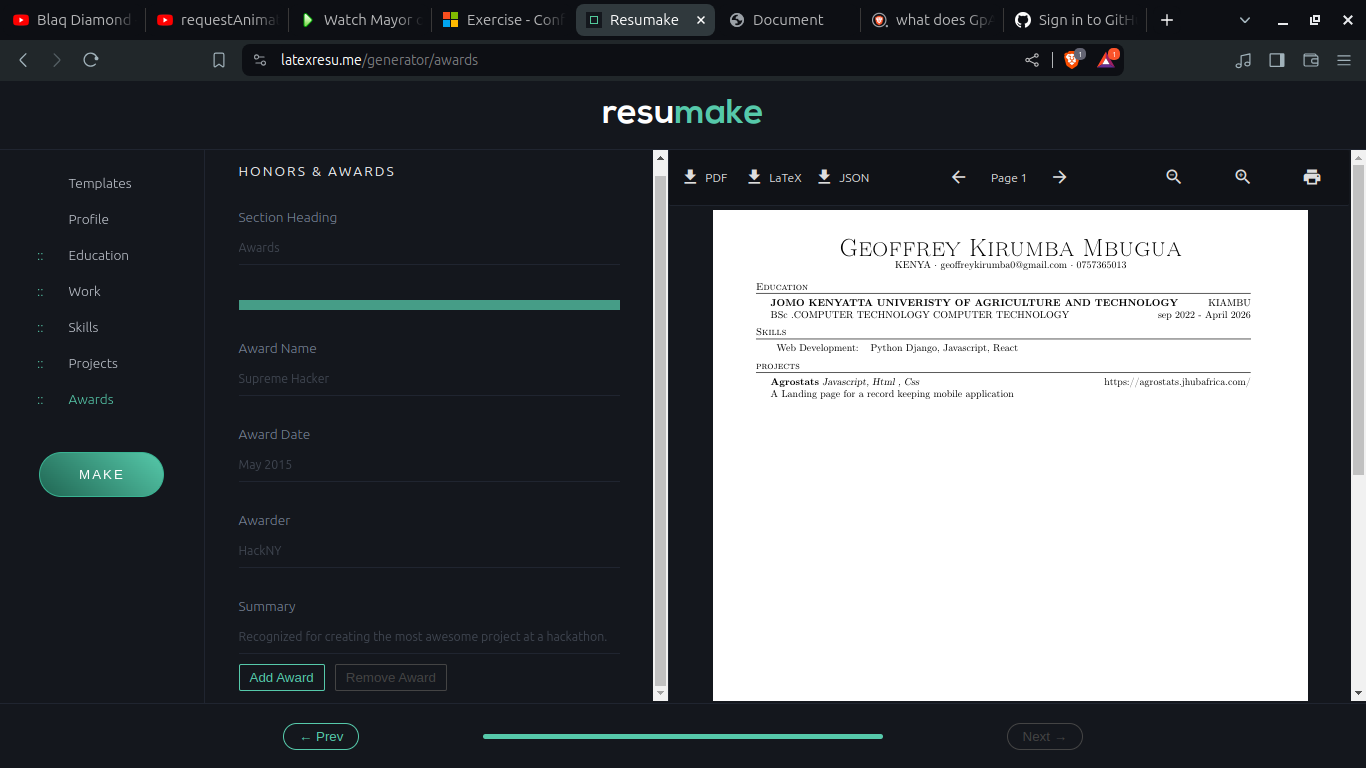 Blaq Diamond
requestAnima
Watch Mayor
Exercise - Con
Resumake
Document
what does Gp
Sign in to GitH
latexresu.me/generator/awards
1
1
resumake
Templates
Profile
:: Education
:: Work
:: Skills
:: Projects
:: Awards
MAKE
HONORS & AWARDS
Section Heading
Awards
Award Name
Supreme Hacker
Award Date
May 2015
Awarder
HackNY
Summary
Recognized for creating the most awesome project at a hackathon.
Add Award
Remove Award
PDF
LaTeX
JSON
Page 1
Geoffrey Kirumba Mbugua
KENYA · geoffreykirumba0@gmail.com · 0757365013
Education
JOMO KENYATTA UNIVERISTY OF AGRICULTURE AND TECHNOLOGY KIAMBU
BSc .COMPUTER TECHNOLOGY COMPUTER TECHNOLOGY sep 2022 - April 2026
Skills
Web Development: Python Django, Javascript, React
PROJECTS
Agrostats Javascript, Html , Css https://agrostats.jhubafrica.com/
A Landing page for a record keeping mobile application
← Prev
Next →